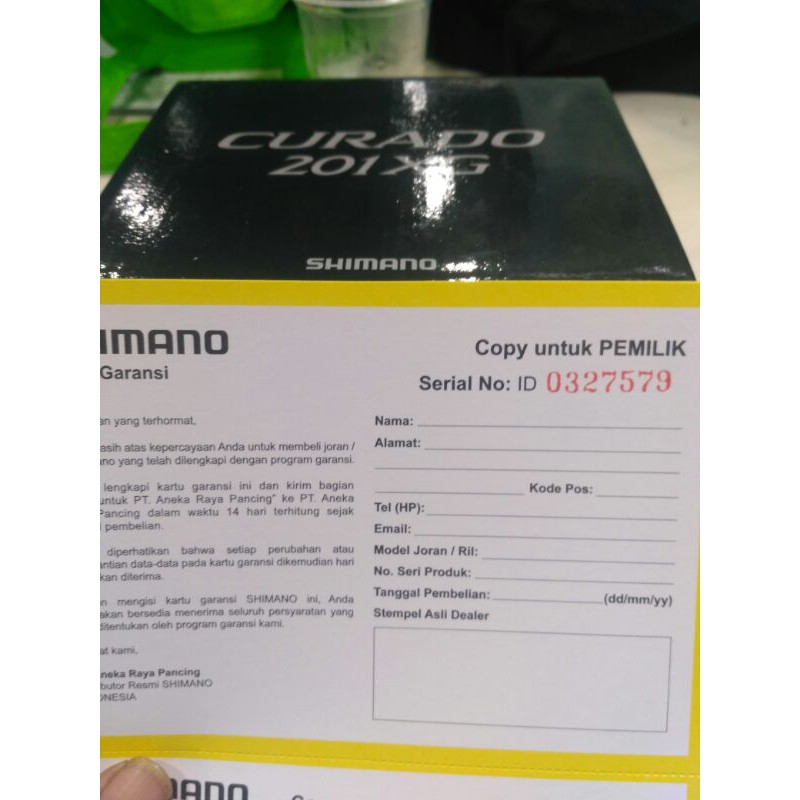 CURADO
201XG
SHIMANO
IMANO
Garansi
Copy untuk PEMILIK
Serial No: ID 0327579
an yang terhormat,
asih atas kepercayaan Anda untuk membeli joran /
ano yang telah dilengkapi dengan program garansi.
lengkapi kartu garansi ini dan kirim bagian
untuk PT. Aneka Raya Pancing" ke PT. Aneka
Pancing dalam waktu 14 hari terhitung sejak
pembelian.
diperhatikan bahwa setiap perubahan atau
antian data-data pada kartu garansi dikemudian hari
kan diterima.
n mengisi kartu garansi SHIMANO ini, Anda
akan bersedia menerima seluruh persyaratan yang
ditentukan oleh program garansi kami.
at kami,
neka Raya Pancing
butor Resmi SHIMANO
ONESIA
Nama:
Alamat:
Kode Pos:
Tel (HP):
Email:
Model Joran / Ril:
No. Seri Produk:
Tanggal Pembelian: (dd/mm/yy)
Stempel Asli Dealer
MANO